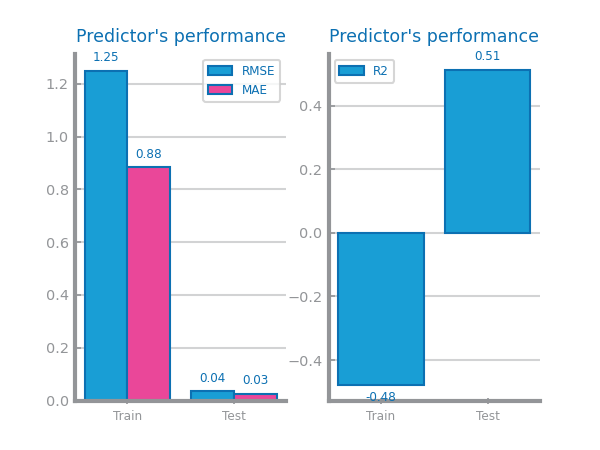 Predictor's performance
1.25
RMSE
MAE
0.88
0.04
0.03
1.2
1.0
0.8
0.6
0.4
0.2
0.0
Train
Test
Predictor's performance
R2
0.51
-0.48
0.4
0.2
0.0
−0.2
−0.4
Train
Test